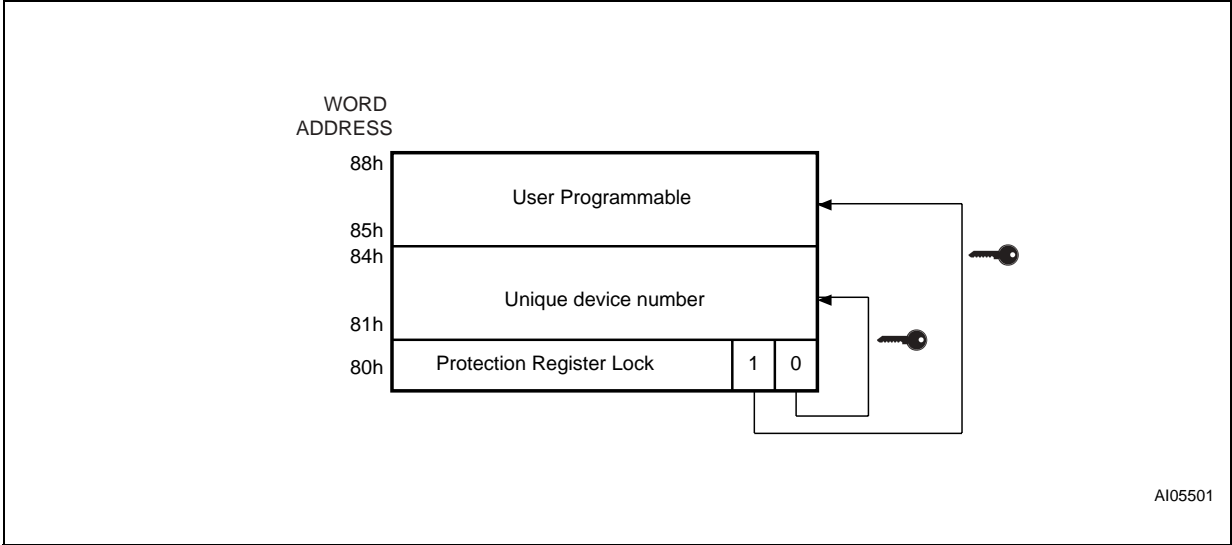 WORD
ADDRESS
88h
User Programmable
85h
84h
Unique device number
81h
80h
Protection Register Lock
1
0
AI05501